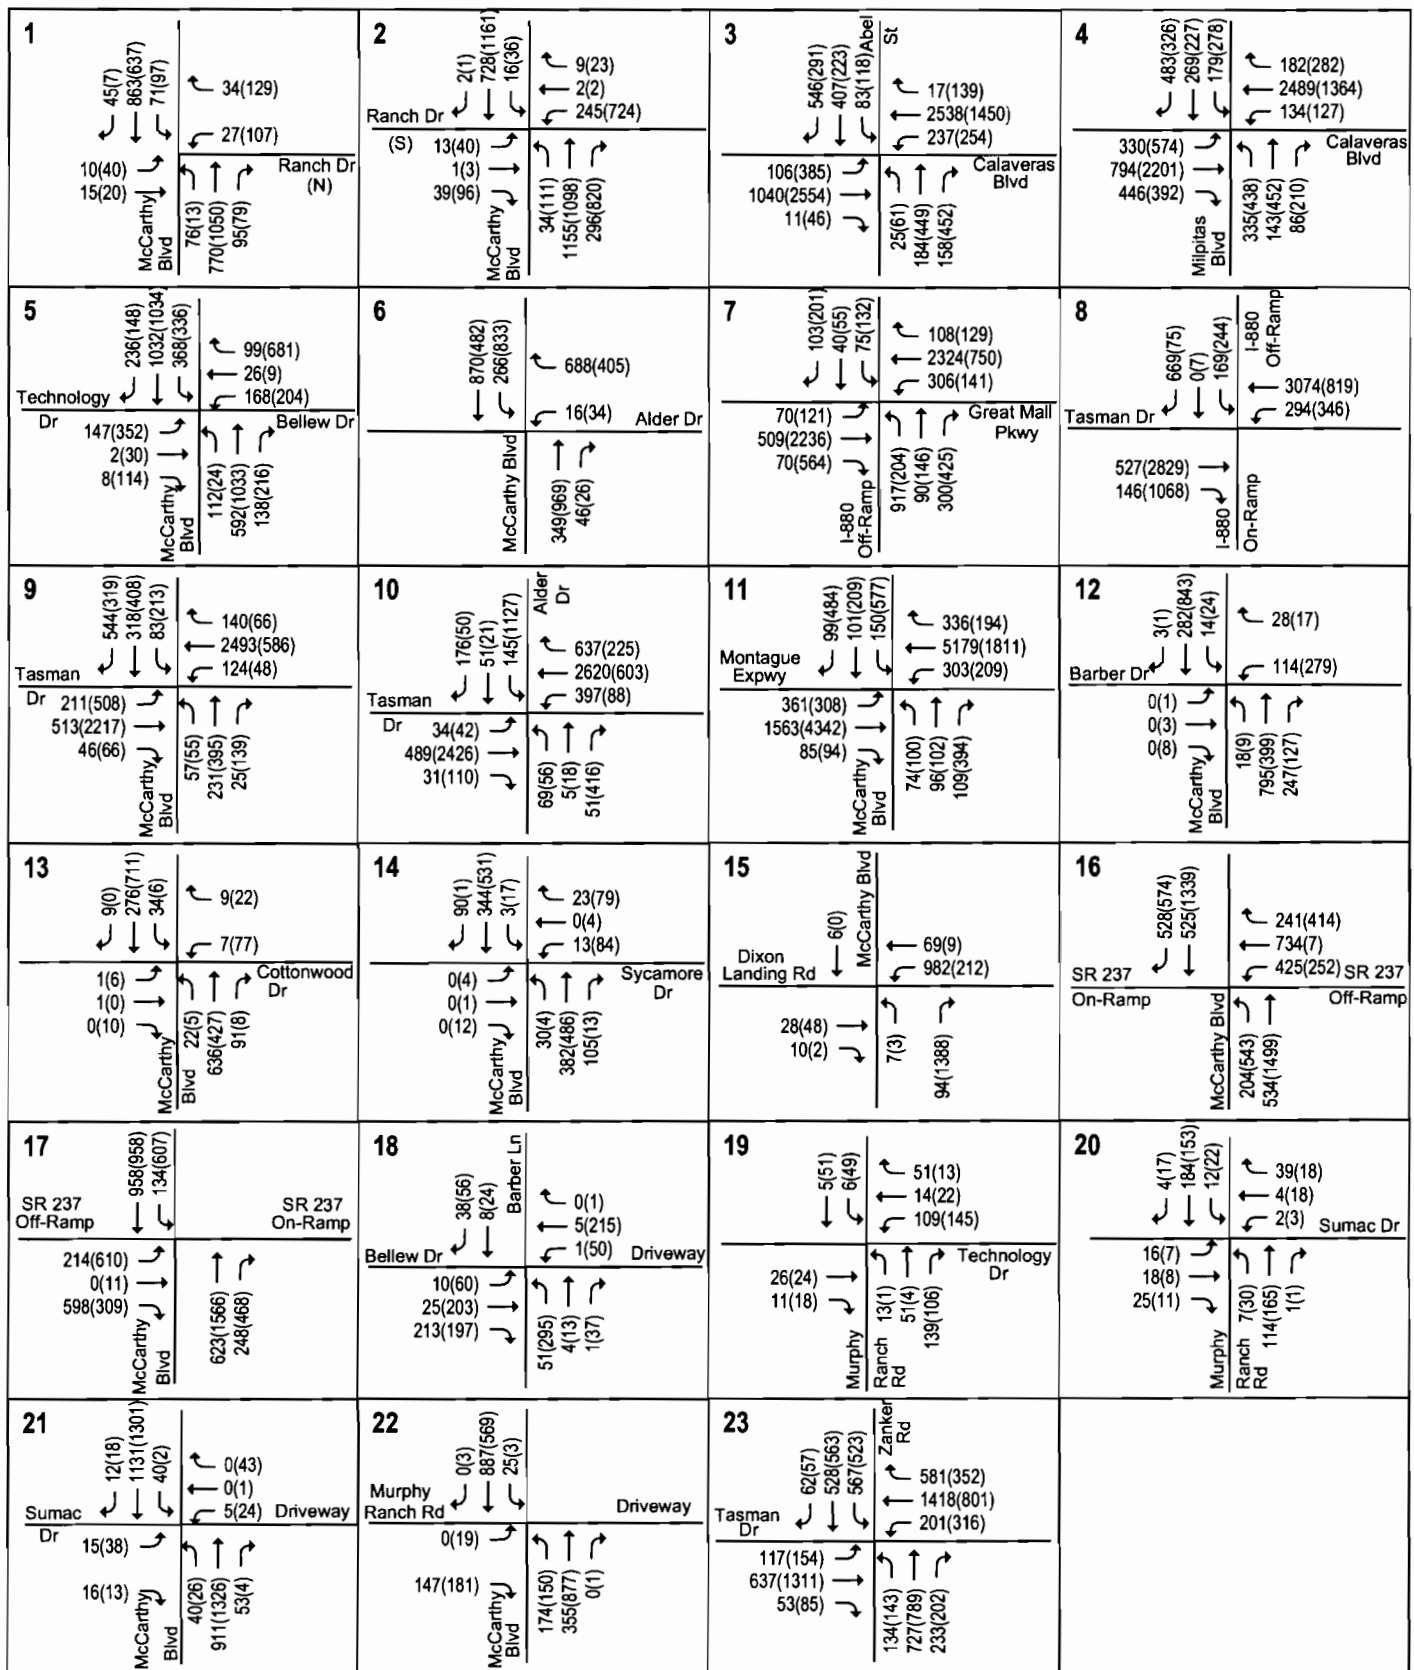 1
45(7)
863(637)
71(97)
34(129)
27(107)
Ranch Dr
(N)
10(40)
15(20)
McCarthy
Blvd
76(13)
770(1050)
95(79)
2
2(1)
728(1161)
16(36)
9(23)
2(2)
245(724)
Ranch Dr
(S)
13(40)
1(3)
39(96)
McCarthy
Blvd
34(111)
1155(1098)
296(820)
3
546(291)
407(223)
83(118)
Abel
St
17(139)
2538(1450)
237(254)
Calaveras
Blvd
106(385)
1040(2554)
11(46)
25(61)
184(449)
158(452)
4
483(326)
269(227)
179(278)
182(282)
2489(1364)
134(127)
Calaveras
Blvd
330(574)
794(2201)
446(392)
Milpitas
Blvd
335(438)
143(452)
86(210)
5
236(148)
1032(1034)
368(336)
99(681)
26(9)
168(204)
Technology
Dr
Bellew Dr
147(352)
2(30)
8(114)
McCarthy
Blvd
112(24)
592(1033)
138(216)
6
870(482)
266(833)
688(405)
16(34)
Alder Dr
McCarthy Blvd
349(969)
46(26)
7
103(201)
40(55)
75(132)
108(129)
2324(750)
306(141)
Great Mall
Pkwy
70(121)
509(2236)
70(564)
I-880
Off-Ramp
917(204)
90(146)
300(425)
8
669(75)
0(7)
169(244)
I-880
Off-Ramp
3074(819)
294(346)
Tasman Dr
527(2829)
146(1068)
I-880
On-Ramp
9
544(319)
318(408)
83(213)
140(66)
2493(586)
124(48)
Tasman
Dr
211(508)
513(2217)
46(66)
McCarthy
Blvd
57(55)
231(395)
25(139)
10
176(50)
51(21)
145(1127)
Alder
Dr
637(225)
2620(603)
397(88)
Tasman
Dr
34(42)
489(2426)
31(110)
69(56)
5(18)
51(416)
11
99(484)
101(209)
150(577)
336(194)
5179(1811)
303(209)
Montague
Expwy
361(308)
1563(4342)
85(94)
McCarthy
Blvd
74(100)
96(102)
109(394)
12
3(1)
282(843)
14(24)
28(17)
114(279)
Barber Dr
0(1)
0(3)
0(8)
McCarthy
Blvd
18(9)
795(399)
247(127)
13
9(0)
276(711)
34(6)
9(22)
7(77)
Cottonwood
Dr
1(6)
1(0)
0(10)
McCarthy
Blvd
22(5)
636(427)
91(8)
14
90(1)
344(531)
3(17)
23(79)
0(4)
13(84)
Sycamore
Dr
0(4)
0(1)
0(12)
McCarthy
Blvd
30(4)
382(486)
105(13)
15
6(0)
McCarthy Blvd
69(9)
982(212)
Dixon
Landing Rd
28(48)
10(2)
7(3)
94(1388)
16
528(574)
525(1339)
241(414)
734(7)
425(252)
SR 237
On-Ramp
SR 237
Off-Ramp
McCarthy Blvd
204(543)
534(1499)
17
958(958)
134(607)
SR 237
Off-Ramp
SR 237
On-Ramp
214(610)
0(11)
598(309)
McCarthy
Blvd
623(1566)
248(468)
18
38(56)
8(24)
Barber Ln
0(1)
5(215)
1(50)
Bellew Dr
Driveway
10(60)
25(203)
213(197)
51(295)
4(13)
1(37)
19
5(51)
6(49)
51(13)
14(22)
109(145)
Technology
Dr
26(24)
11(18)
Murphy
Ranch
Rd
13(1)
51(4)
139(106)
20
4(17)
184(153)
12(22)
39(18)
4(18)
2(3)
Sumac Dr
16(7)
18(8)
25(11)
Murphy
Ranch
Rd
7(30)
114(165)
1(1)
21
12(18)
1131(1301)
40(2)
0(43)
0(1)
5(24)
Sumac
Dr
Driveway
15(38)
16(13)
McCarthy
Blvd
40(26)
911(1326)
53(4)
22
0(3)
887(569)
25(3)
Murphy
Ranch Rd
Driveway
0(19)
147(181)
McCarthy
Blvd
174(150)
355(877)
0(1)
23
62(57)
528(563)
567(523)
Zanker
Rd
581(352)
1418(801)
201(316)
Tasman
Dr
117(154)
637(1311)
53(85)
134(143)
727(789)
233(202)